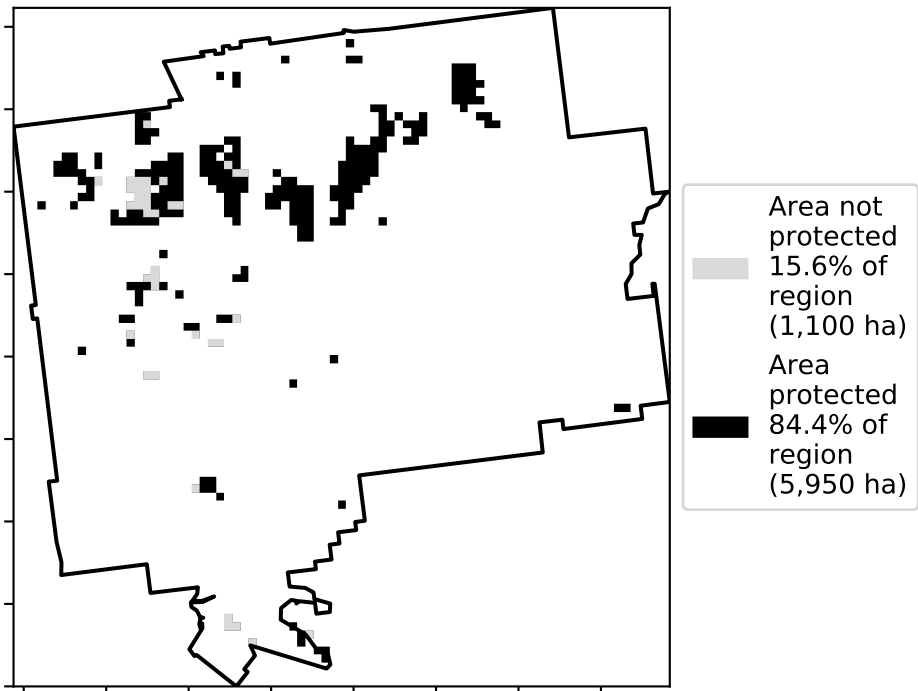 Area not
protected
15.6% of
region
(1,100 ha)
Area
protected
84.4% of
region
(5,950 ha)